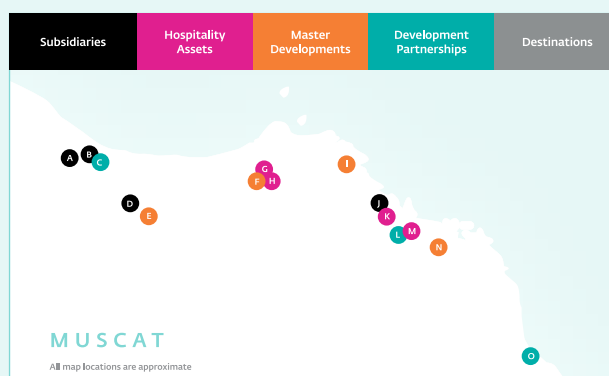 Subsidiaries
Hospitality
Assets
Master
Developments
Development
Partnerships
Destinations
A
B
C
D
E
F
G
H
I
J
K
L
M
N
O
MUSCAT
All map locations are approximate